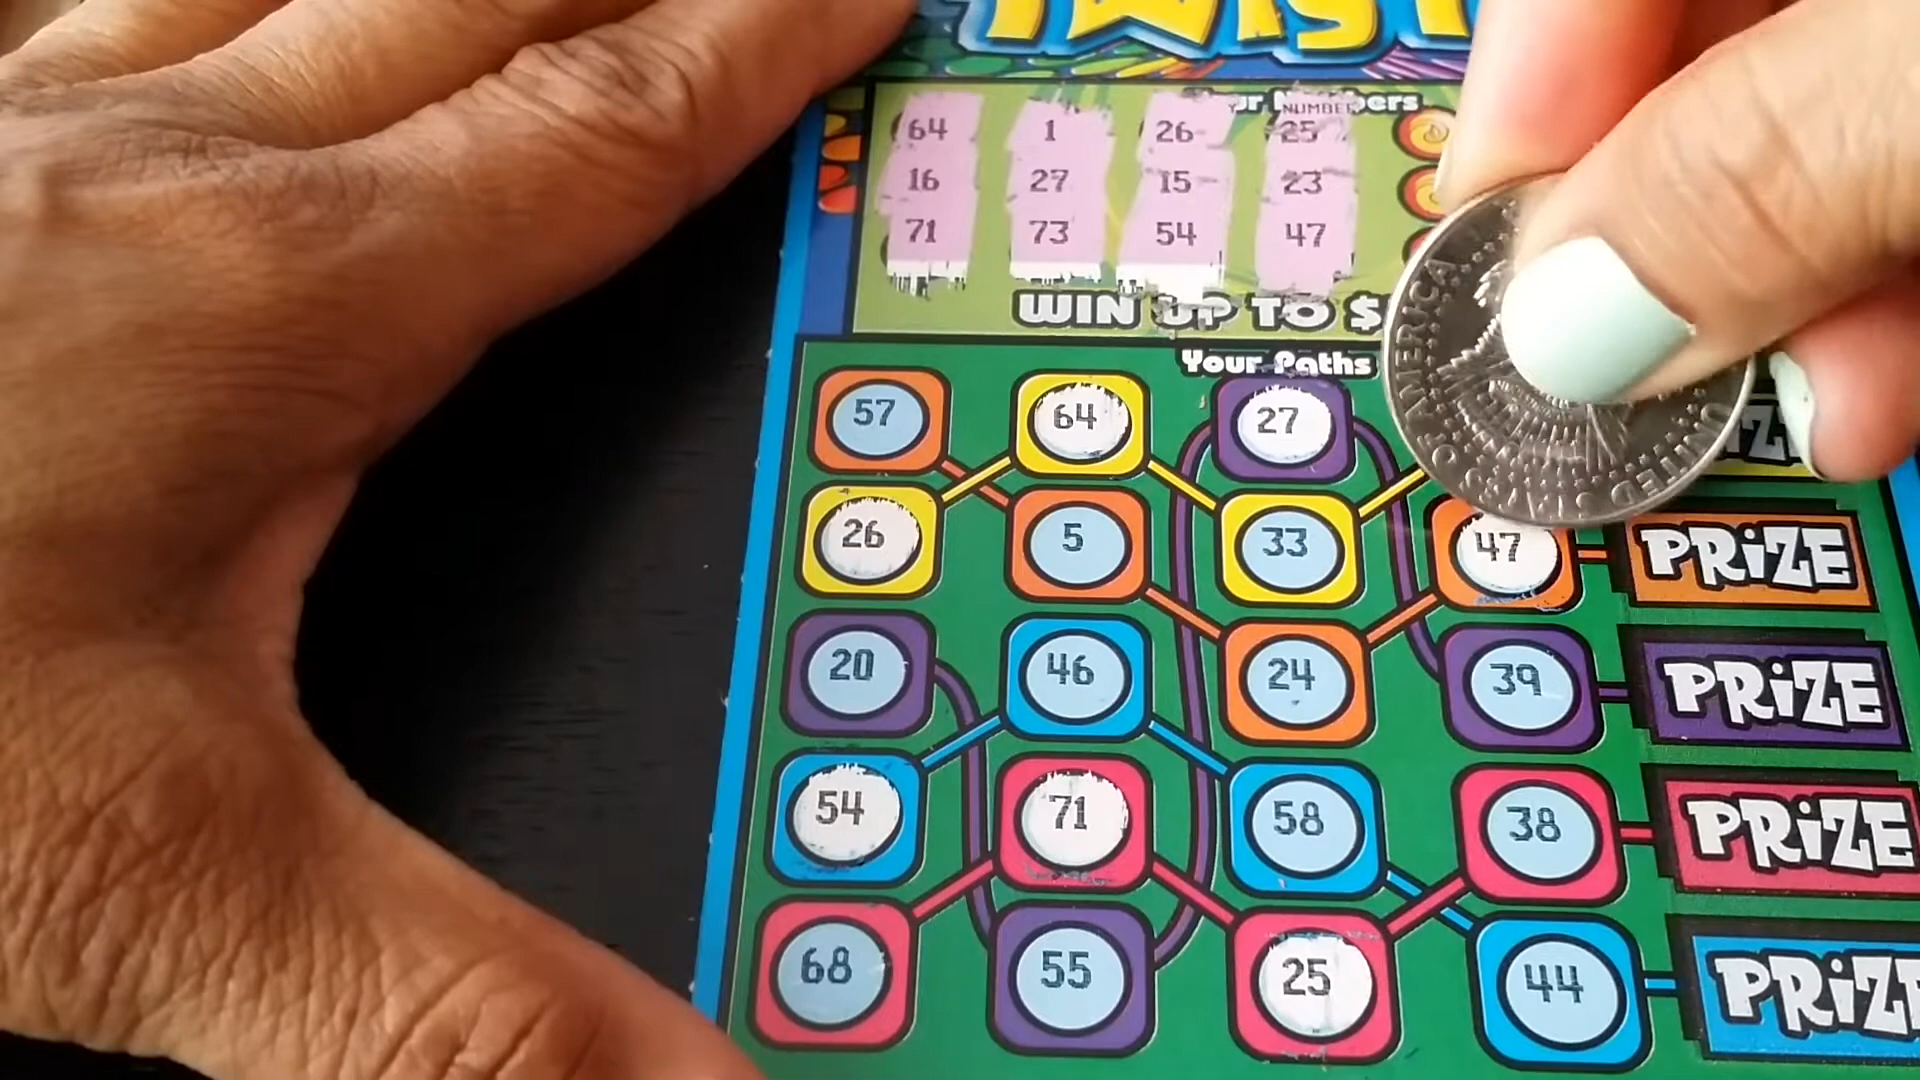 TWIST
64 1 26 25
16 27 15 23
71 73 54 47
WIN UP TO $
Your Paths
57 64 27
26 5 33 47 PRiZE
20 46 24 39 PRiZE
54 71 58 38 PRiZE
68 55 25 44 PRiZE
UNITED STATES OF AMERICA